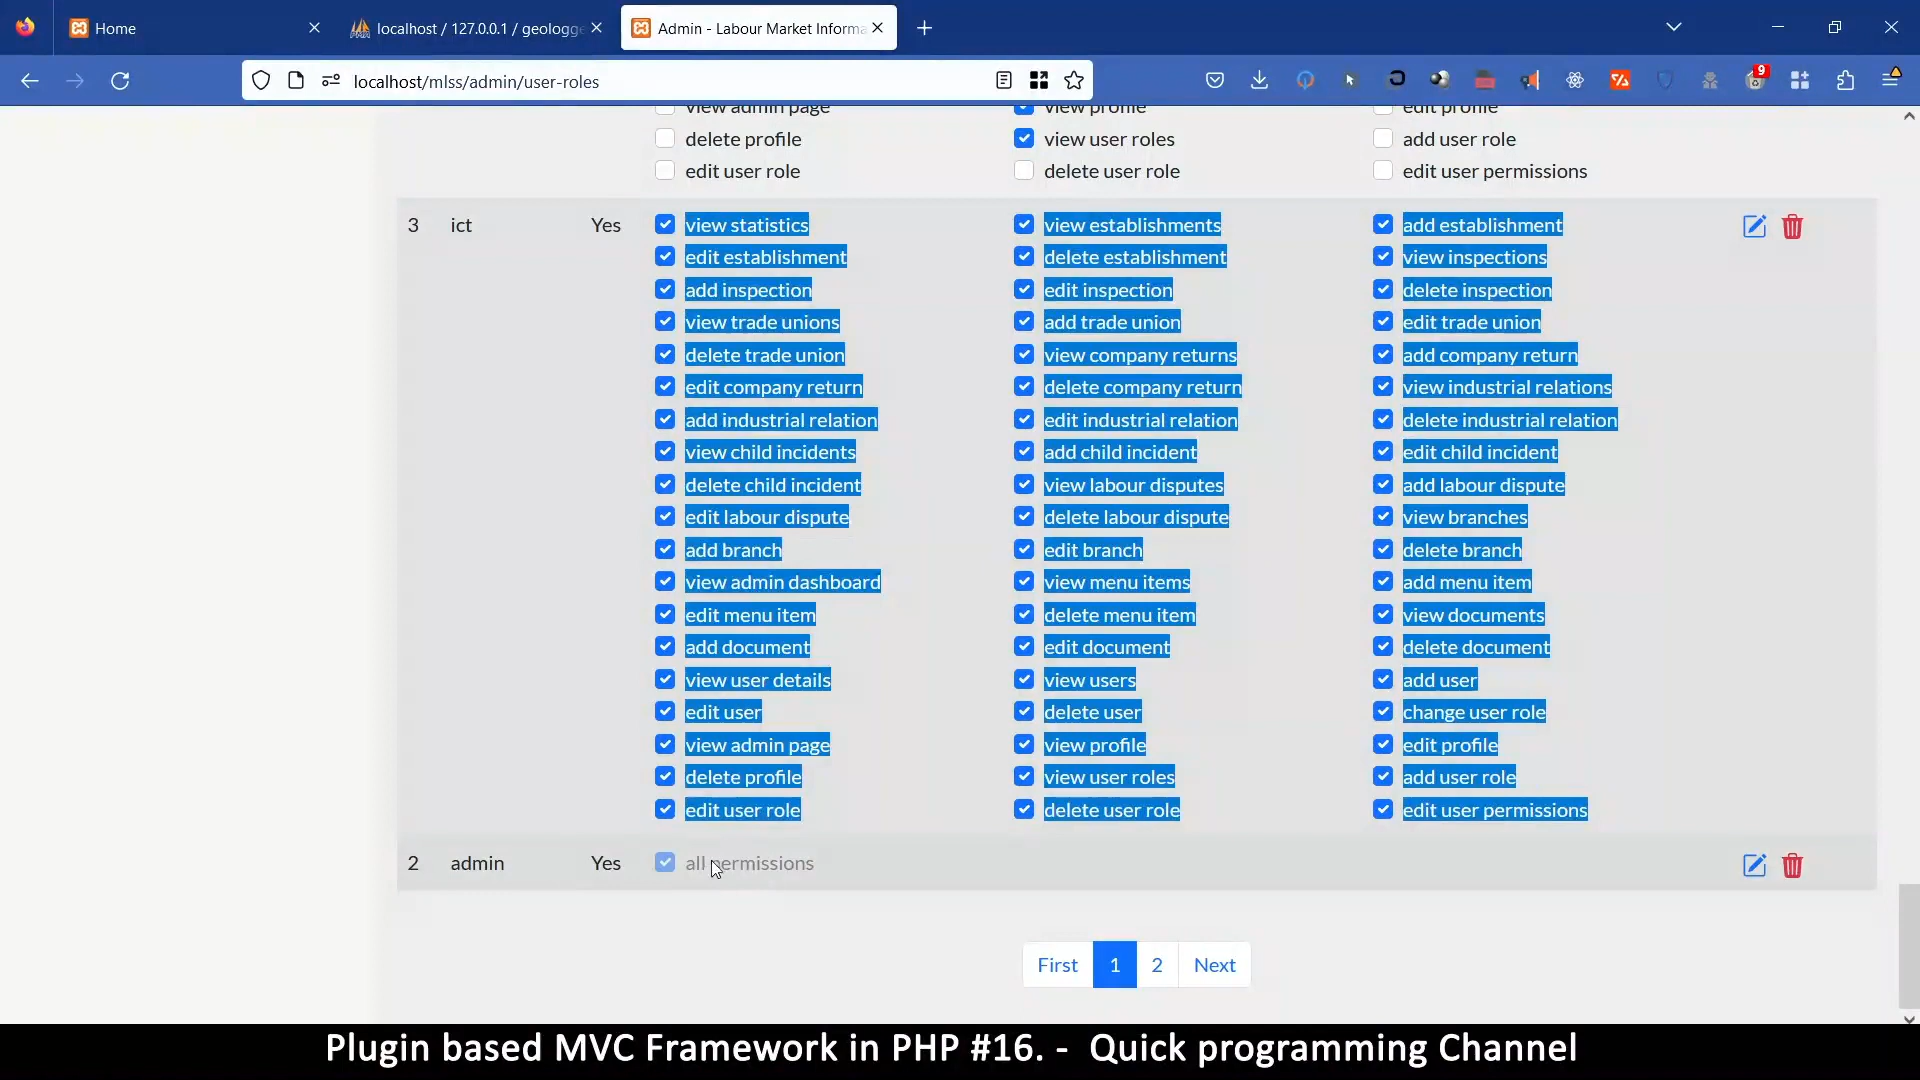 Home
localhost / 127.0.0.1 / geologge
Admin - Labour Market Informa
localhost/mlss/admin/user-roles
9
view admin page view profile edit profile
delete profile view user roles add user role
edit user role delete user role edit user permissions
3 ict Yes view statistics view establishments add establishment
edit establishment delete establishment view inspections
add inspection edit inspection delete inspection
view trade unions add trade union edit trade union
delete trade union view company returns add company return
edit company return delete company return view industrial relations
add industrial relation edit industrial relation delete industrial relation
view child incidents add child incident edit child incident
delete child incident view labour disputes add labour dispute
edit labour dispute delete labour dispute view branches
add branch edit branch delete branch
view admin dashboard view menu items add menu item
edit menu item delete menu item view documents
add document edit document delete document
view user details view users add user
edit user delete user change user role
view admin page view profile edit profile
delete profile view user roles add user role
edit user role delete user role edit user permissions
2 admin Yes all permissions
First 1 2 Next
Plugin based MVC Framework in PHP #16. - Quick programming Channel